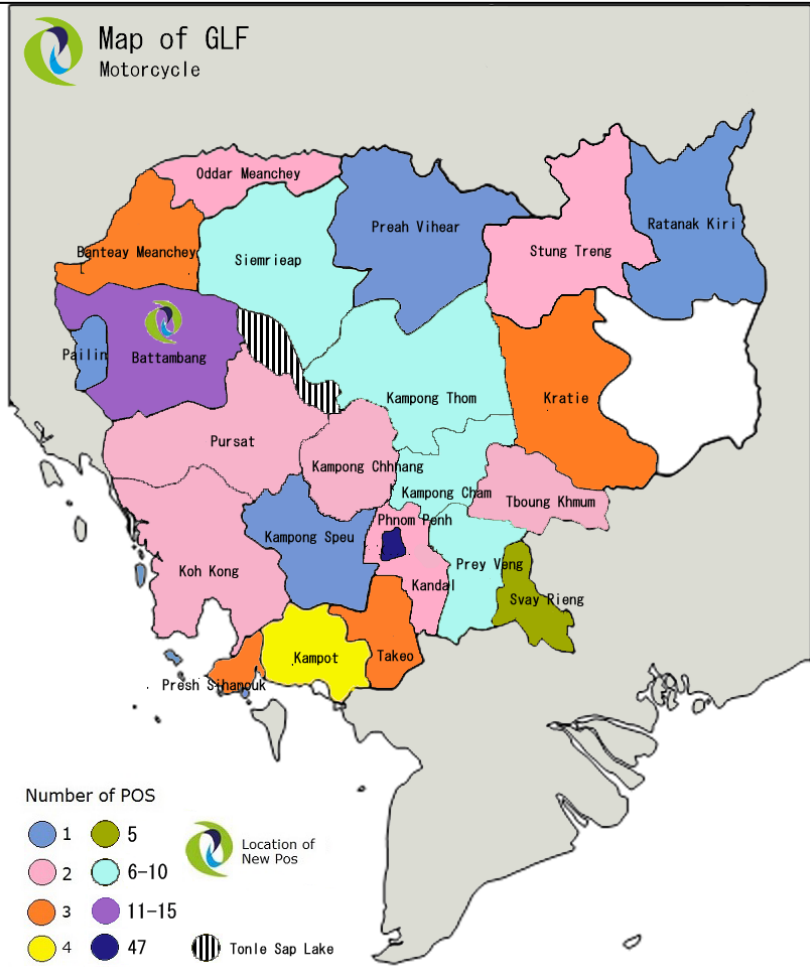 Map of GLF
Motorcycle
Oddar Meanchey
Preah Vihear
Ratanak Kiri
Banteay Meanchey
Siemrieap
Stung Treng
Pailin
Battambang
Kampong Thom
Kratie
Pursat
Kampong Chhnang
Kampong Cham
Tboung Khmum
Phnom Penh
Kampong Speu
Koh Kong
Kandal
Prey Veng
Svay Rieng
Kampot
Takeo
Presh Sihanouk
Number of POS
1
5
2
6-10
3
11-15
4
47
Location of
New Pos
Tonle Sap Lake